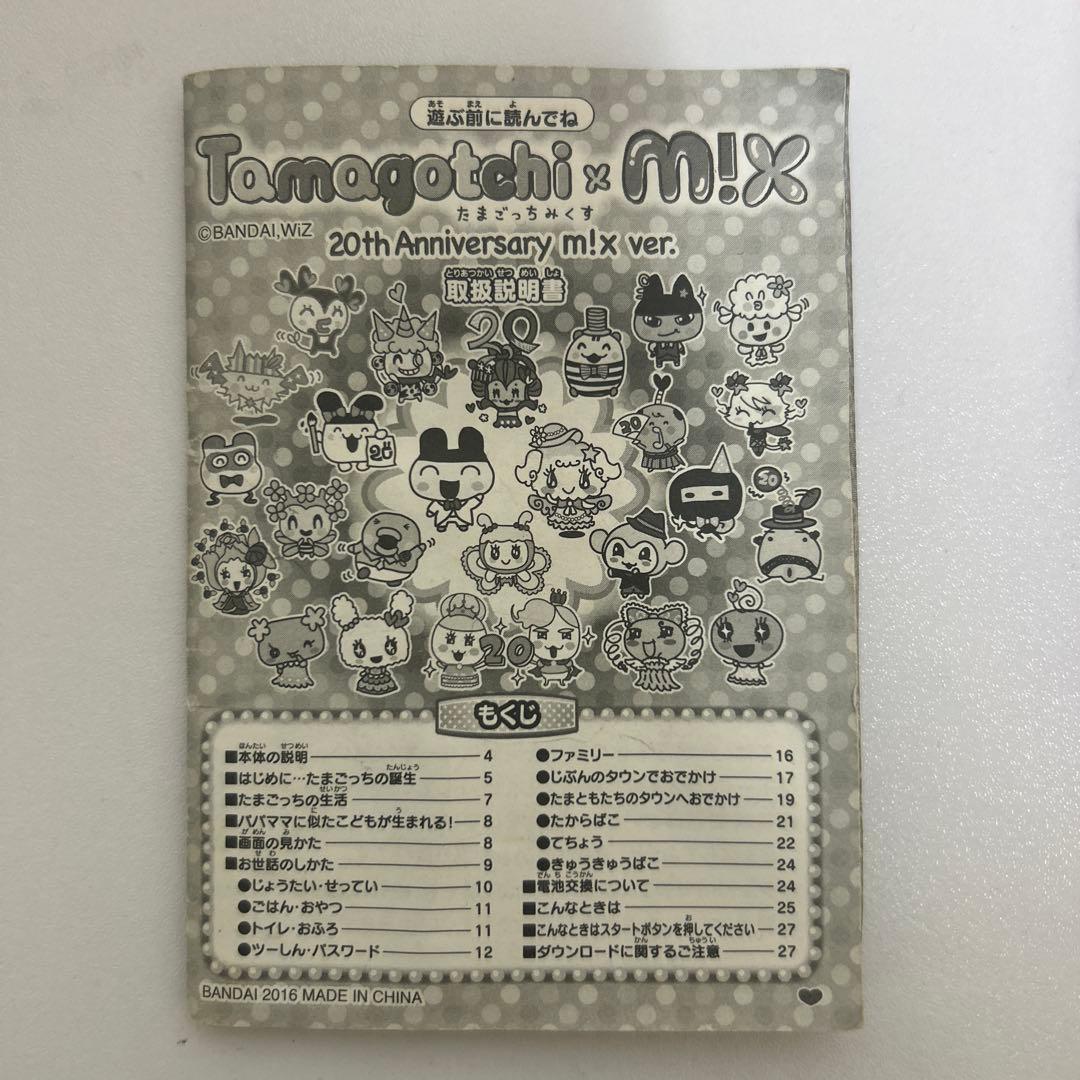 遊ぶ前に読んでね
Tamagotchi × m!x
たまごっちみくす
©BANDAI,WiZ
20th Anniversary m!x ver.
取扱説明書
20
20
20
20
20
もくじ
■本体の説明 4
■はじめに…たまごっちの誕生 5
■たまごっちの生活 7
■パパママに似たこどもが生まれる! 8
■画面の見かた 8
■お世話のしかた 9
●じょうたい・せってい 10
●ごはん・おやつ 11
●トイレ・おふろ 11
●ツーしん・パスワード 12
●ファミリー 16
●じぶんのタウンでおでかけ 17
●たまともたちのタウンへおでかけ 19
●たからばこ 21
●てちょう 22
●きゅうきゅうばこ 24
■電池交換について 24
■こんなときは 25
■こんなときはスタートボタンを押してください 27
■ダウンロードに関するご注意 27
BANDAI 2016 MADE IN CHINA